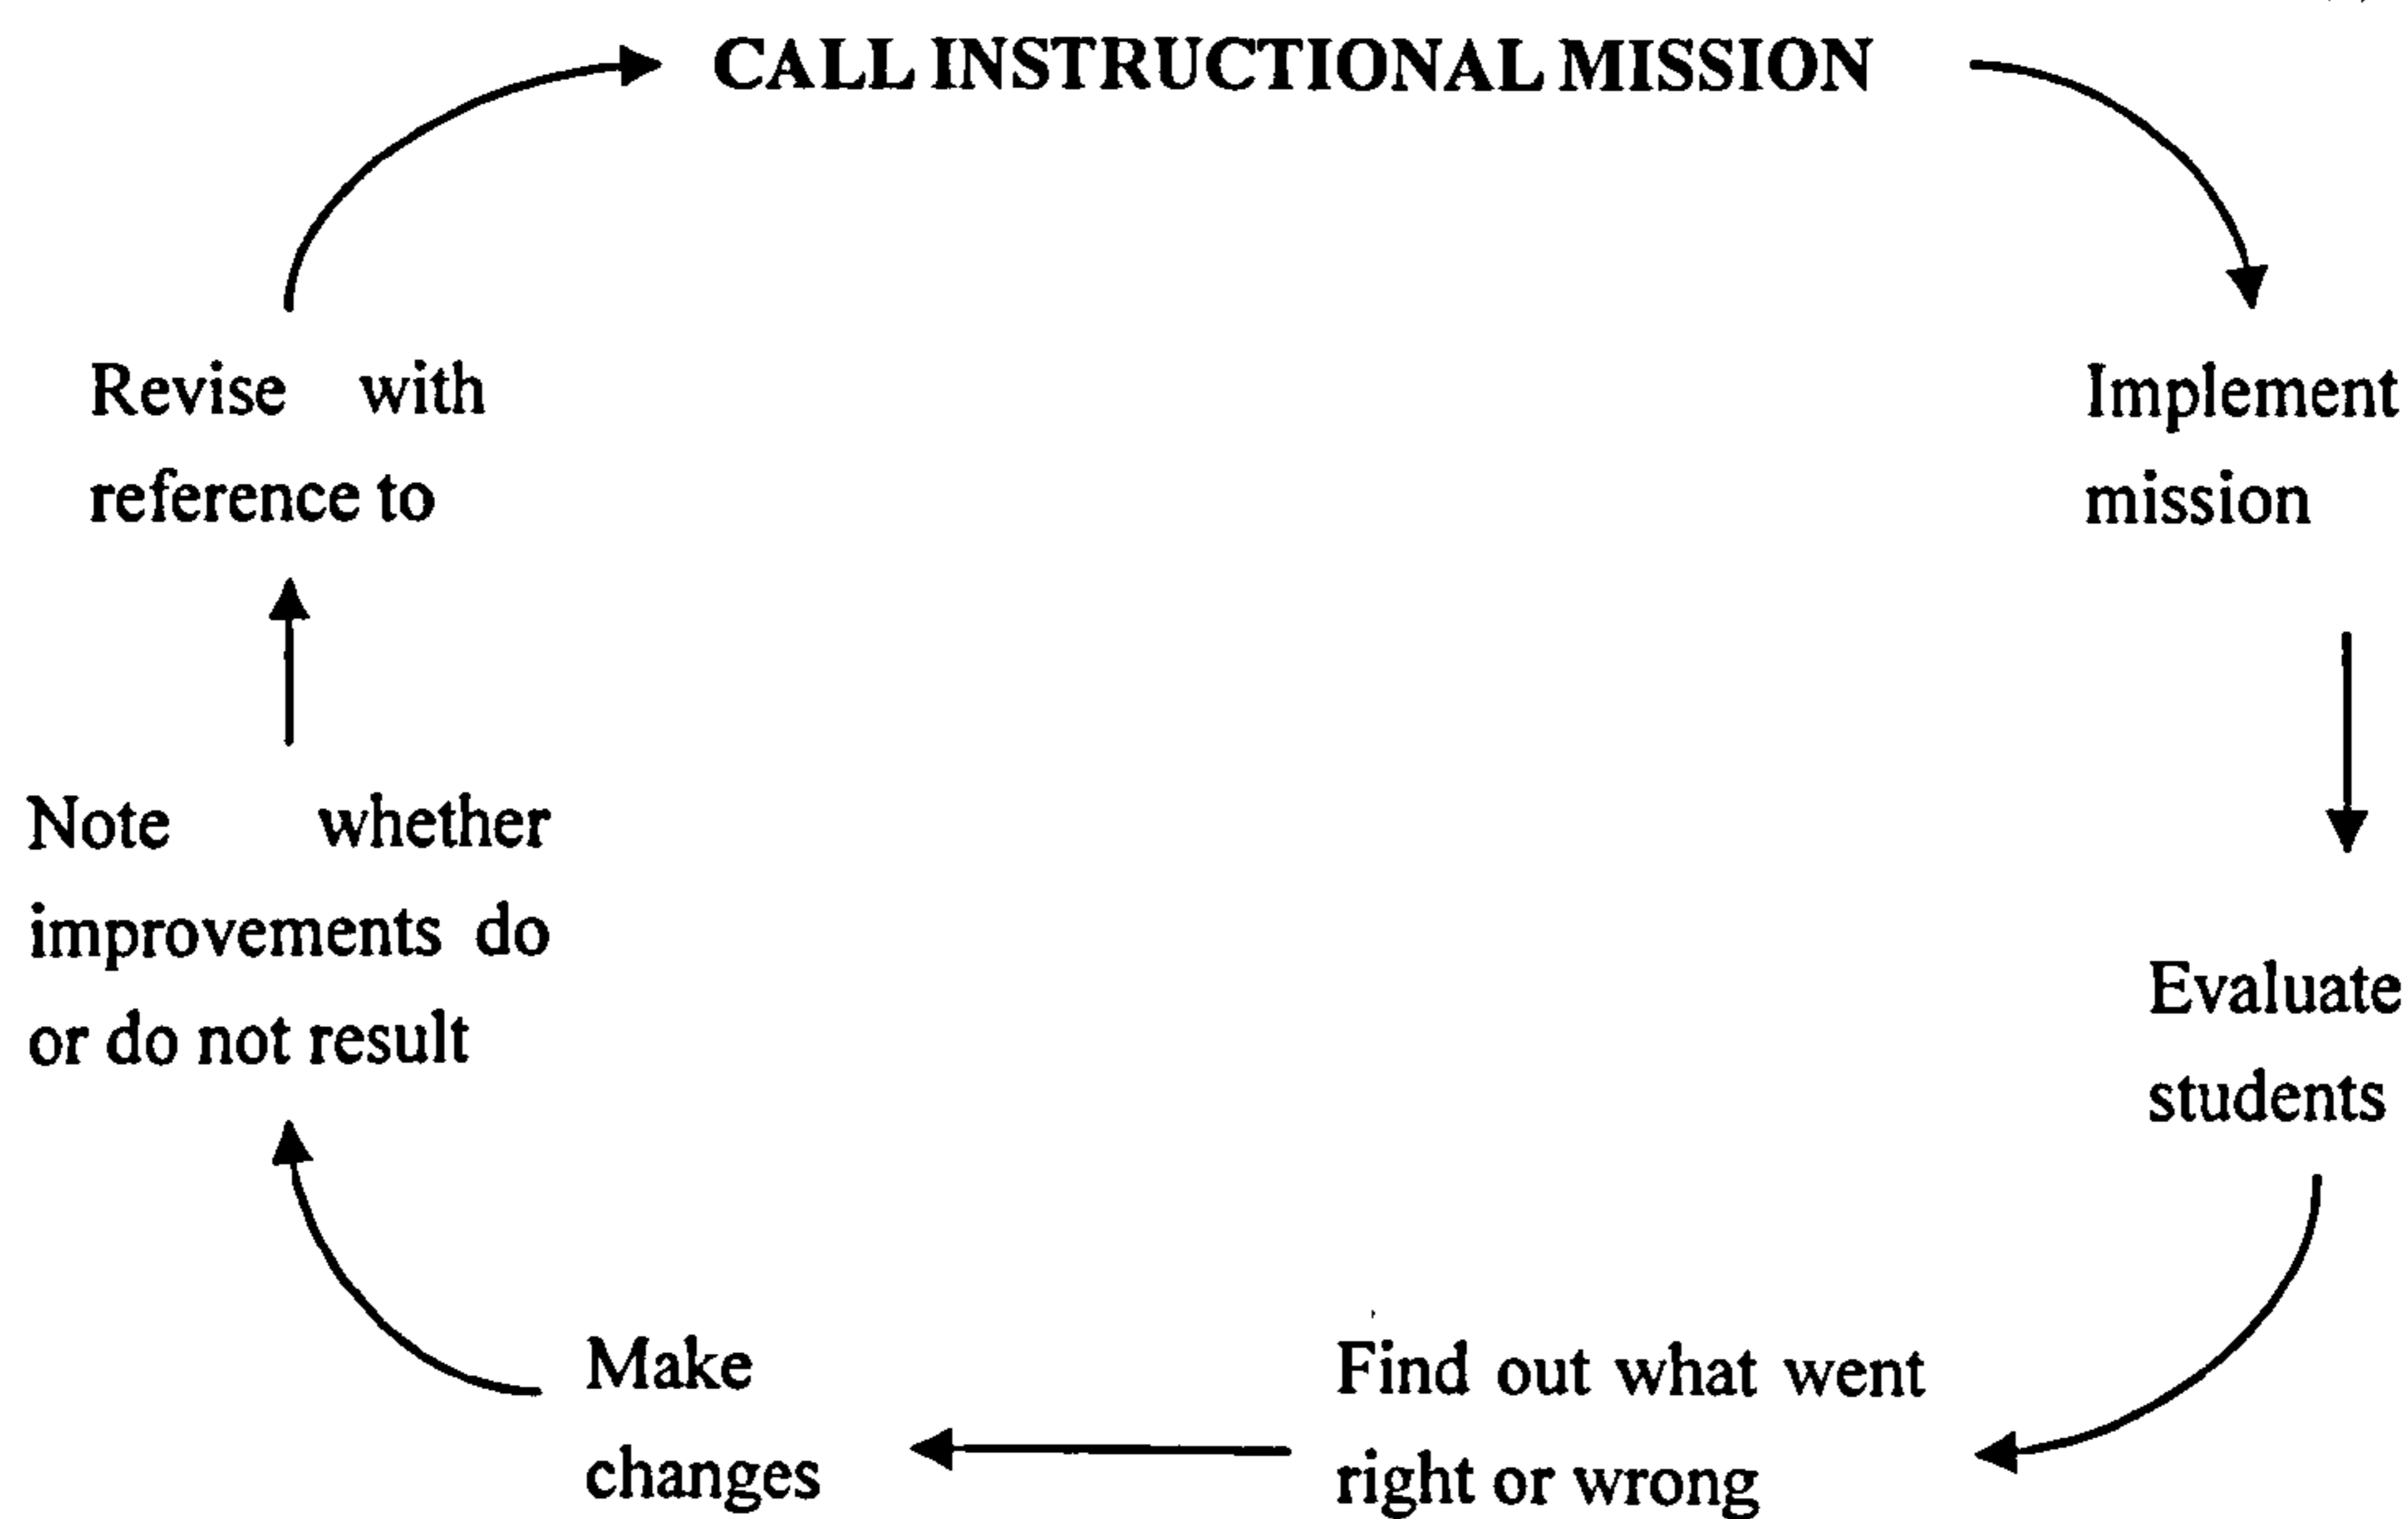 CALL INSTRUCTIONAL MISSION
Implement
mission
Evaluate
students
Find out what went
right or wrong
Make
changes
Note whether
improvements do
or do not result
Revise with
reference to